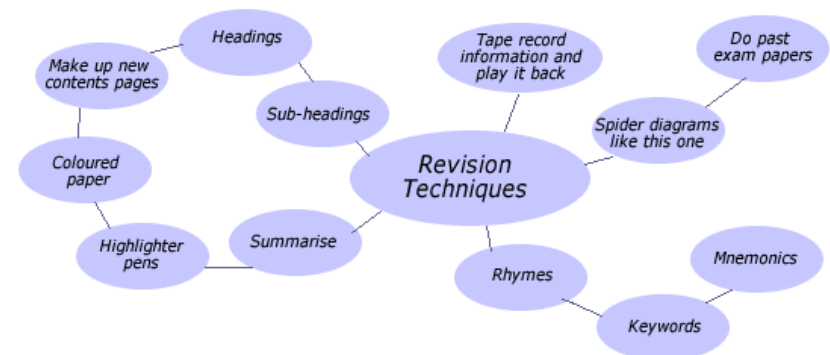 Headings
Make up new
contents pages
Sub-headings
Coloured
paper
Highlighter
pens
Summarise
Revision
Techniques
Tape record
information and
play it back
Do past
exam papers
Spider diagrams
like this one
Rhymes
Keywords
Mnemonics